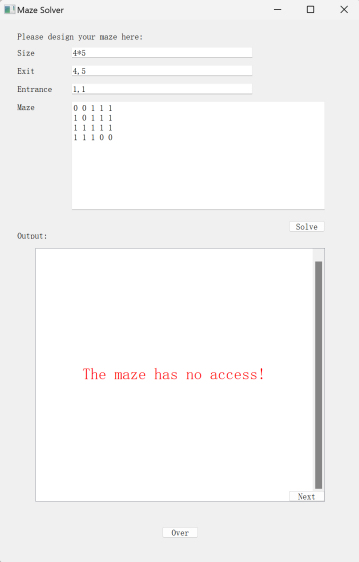 Maze Solver
Please design your maze here:
Size 4*5
Exit 4,5
Entrance 1,1
Maze 0 0 1 1 1
1 0 1 1 1
1 1 1 1 1
1 1 1 0 0
Solve
Output:
The maze has no access!
Next
Over